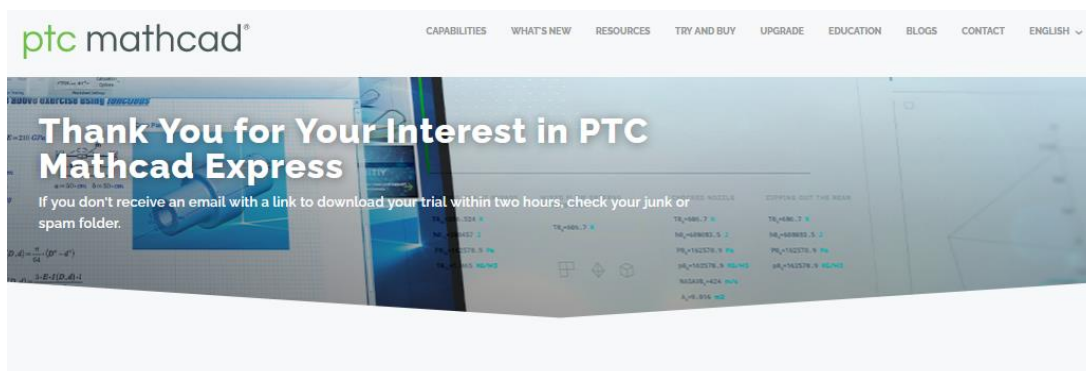 ptc mathcad®
CAPABILITIES WHAT'S NEW RESOURCES TRY AND BUY UPGRADE EDUCATION BLOGS CONTACT ENGLISH
Thank You for Your Interest in PTC
Mathcad Express
If you don't receive an email with a link to download your trial within two hours, check your junk or
spam folder.